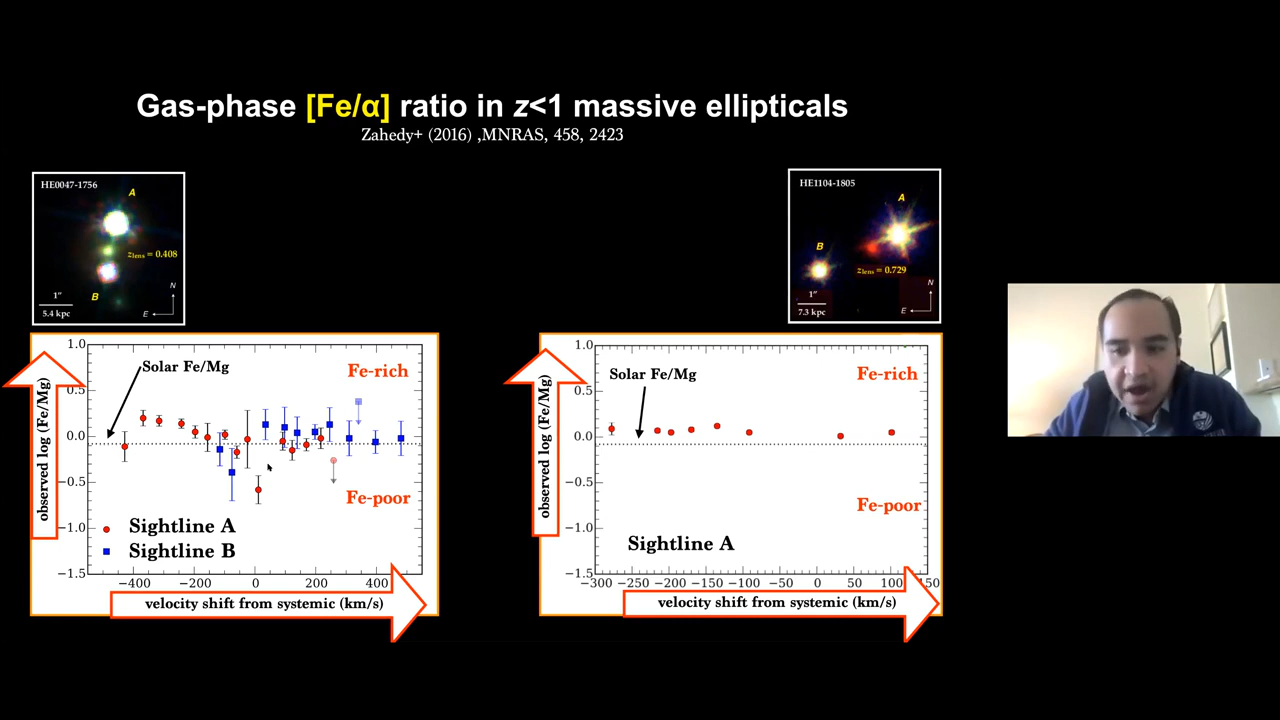 Gas-phase [Fe/α] ratio in z<1 massive ellipticals
Zahedy+ (2016) ,MNRAS, 458, 2423
HE0047-1756
A
z_lens = 0.408
B
1″
5.4 kpc
N
E
HE1104-1805
A
B
z_lens = 0.729
1″
7.3 kpc
N
E
observed log (Fe/Mg)
1.0
0.5
0.0
−0.5
−1.0
−1.5
Solar Fe/Mg
Fe-rich
Fe-poor
Sightline A
Sightline B
−400 −200 0 200 400
velocity shift from systemic (km/s)
observed log (Fe/Mg)
1.0
0.5
0.0
−0.5
−1.0
−1.5
Solar Fe/Mg
Fe-rich
Fe-poor
Sightline A
−300 −250 −200 −150 −100 −50 0 50 100 150
velocity shift from systemic (km/s)